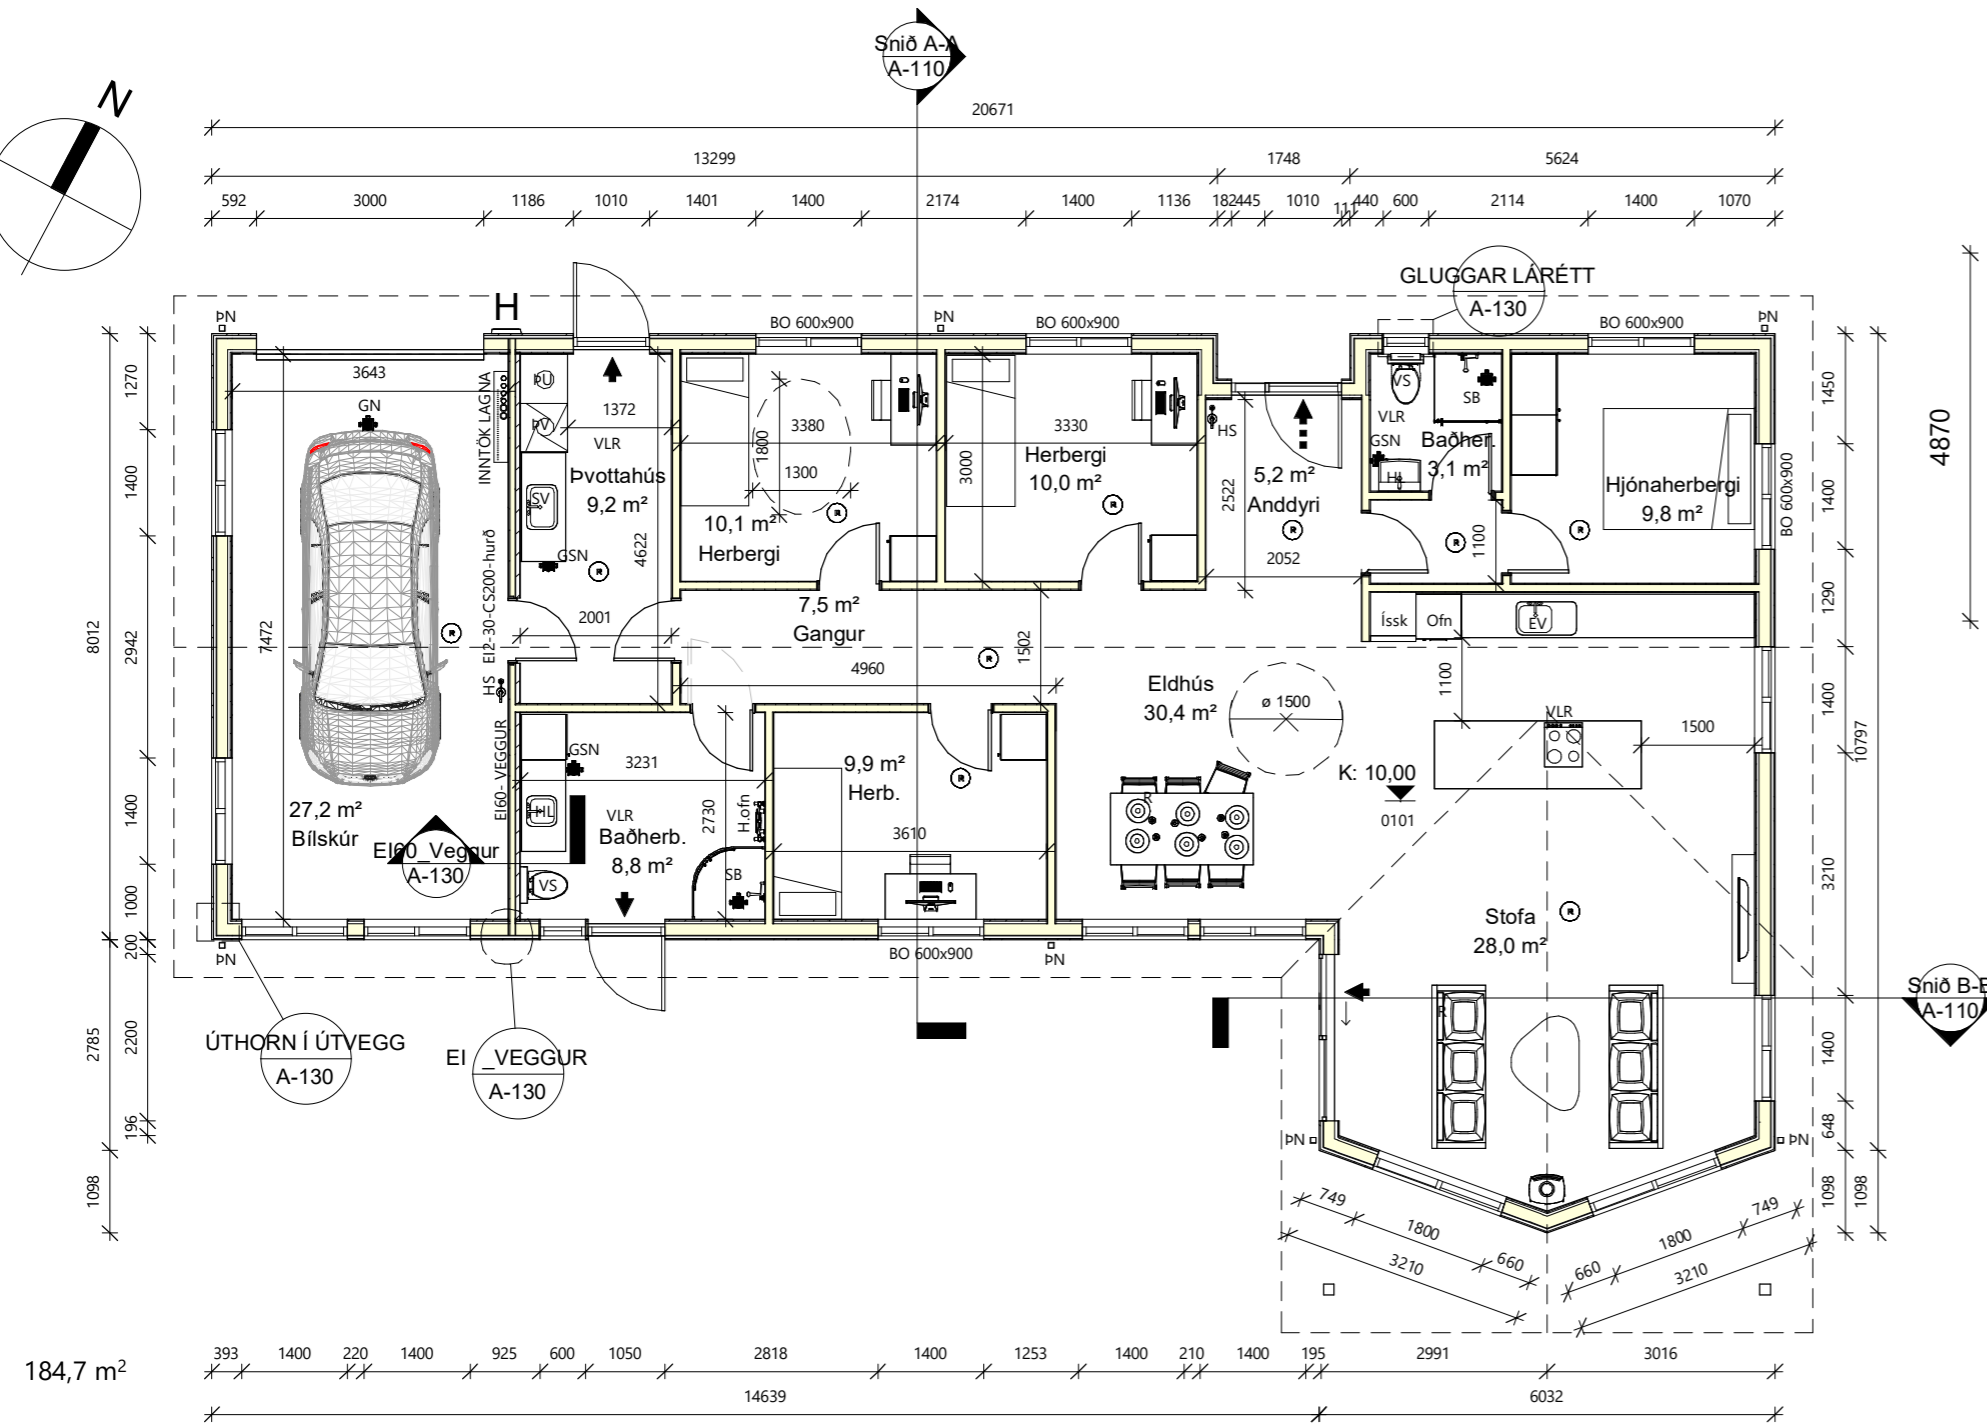 Snið A-A
A-110
N
20671
13299
1748
5624
592
3000
1186
1010
1401
1400
2174
1400
1136
182
445
1010
111
440
600
2114
1400
1070
GLUGGAR LÁRÉTT
A-130
H
ÞN
BO 600x900
ÞN
BO 600x900
BO 600x900
ÞN
4870
8012
2785
1098
1270
1400
2942
1400
1000
200
2200
196
3643
GN
INNTÖK LAGNA
7472
EI2-30-CS200-hurð
HS
EI60- VEGGUR
27,2 m²
Bílskúr
EI60_Veggur
A-130
ÞU
ÞV
1372
VLR
Þvottahús
9,2 m²
SV
GSN
4622
2001
3380
1800
1300
10,1 m²
Herbergi
3330
3000
Herbergi
10,0 m²
HS
5,2 m²
Anddyri
2522
2052
VS
SB
VLR
GSN
HL
Baðher.
3,1 m²
1100
Hjónaherbergi
9,8 m²
BO 600x900
R
7,5 m²
Gangur
4960
1502
Íssk
Ofn
EV
1100
Eldhús
30,4 m²
ø 1500
VLR
1500
K: 10,00
0101
GSN
3231
HL
VLR
Baðherb.
8,8 m²
2730
H.ofn
SB
VS
9,9 m²
Herb.
3610
R
Stofa
28,0 m²
R
BO 600x900
ÞN
ÞN
ÞN
ÞN
1450
1400
1290
1400
3210
1400
648
1098
10797
1098
Snið B-B
A-110
ÚTHORN Í ÚTVEGG
A-130
EI _VEGGUR
A-130
749
1800
660
3210
660
1800
749
3210
184,7 m²
393
1400
220
1400
925
600
1050
2818
1400
1253
1400
210
1400
195
2991
3016
14639
6032